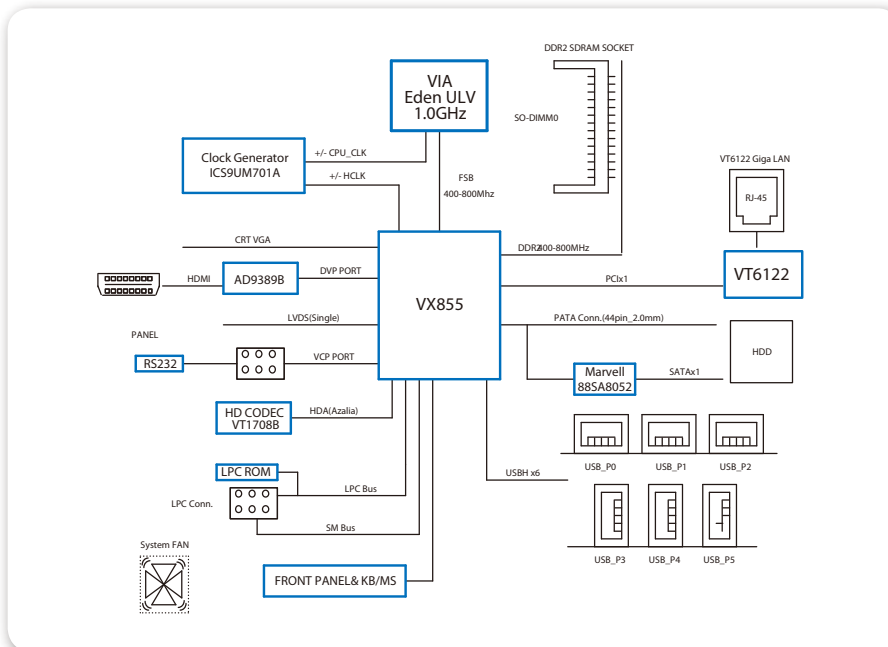 DDR2 SDRAM SOCKET
VIA
Eden ULV
1.0GHz
SO-DIMM0
Clock Generator
ICS9UM701A
+/- CPU_CLK
+/- HCLK
FSB
400-800Mhz
VT6122 Giga LAN
RJ-45
CRT VGA
DDR2 400-800MHz
HDMI
AD9389B
DVP PORT
VX855
PCIx1
VT6122
LVDS(Single)
PATA Conn.(44pin_2.0mm)
PANEL
RS232
VCP PORT
HDD
Marvell
88SA8052
SATAx1
HD CODEC
VT1708B
HDA(Azalia)
USB_P0
USB_P1
USB_P2
LPC ROM
USBH x6
LPC Bus
LPC Conn.
SM Bus
System FAN
USB_P3
USB_P4
USB_P5
FRONT PANEL& KB/MS